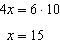 4x = 6 · 10
x = 15